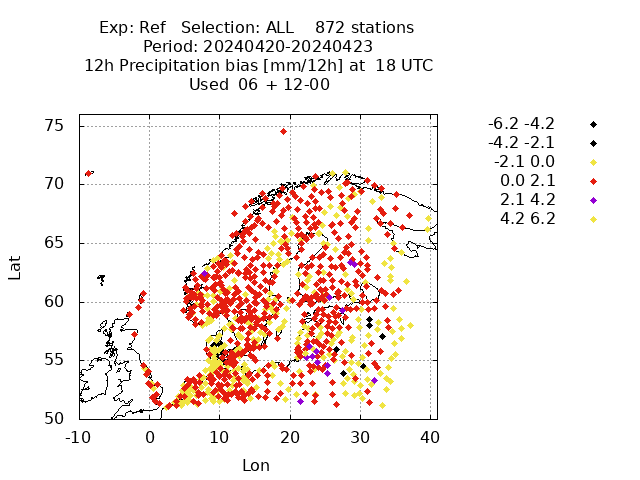 Exp: Ref   Selection: ALL    872 stations
Period: 20240420-20240423
12h Precipitation bias [mm/12h] at  18 UTC
Used  06 + 12-00
-6.2 -4.2
-4.2 -2.1
-2.1 0.0
0.0 2.1
2.1 4.2
4.2 6.2
75
70
65
60
55
50
Lat
-10 0 10 20 30 40
Lon